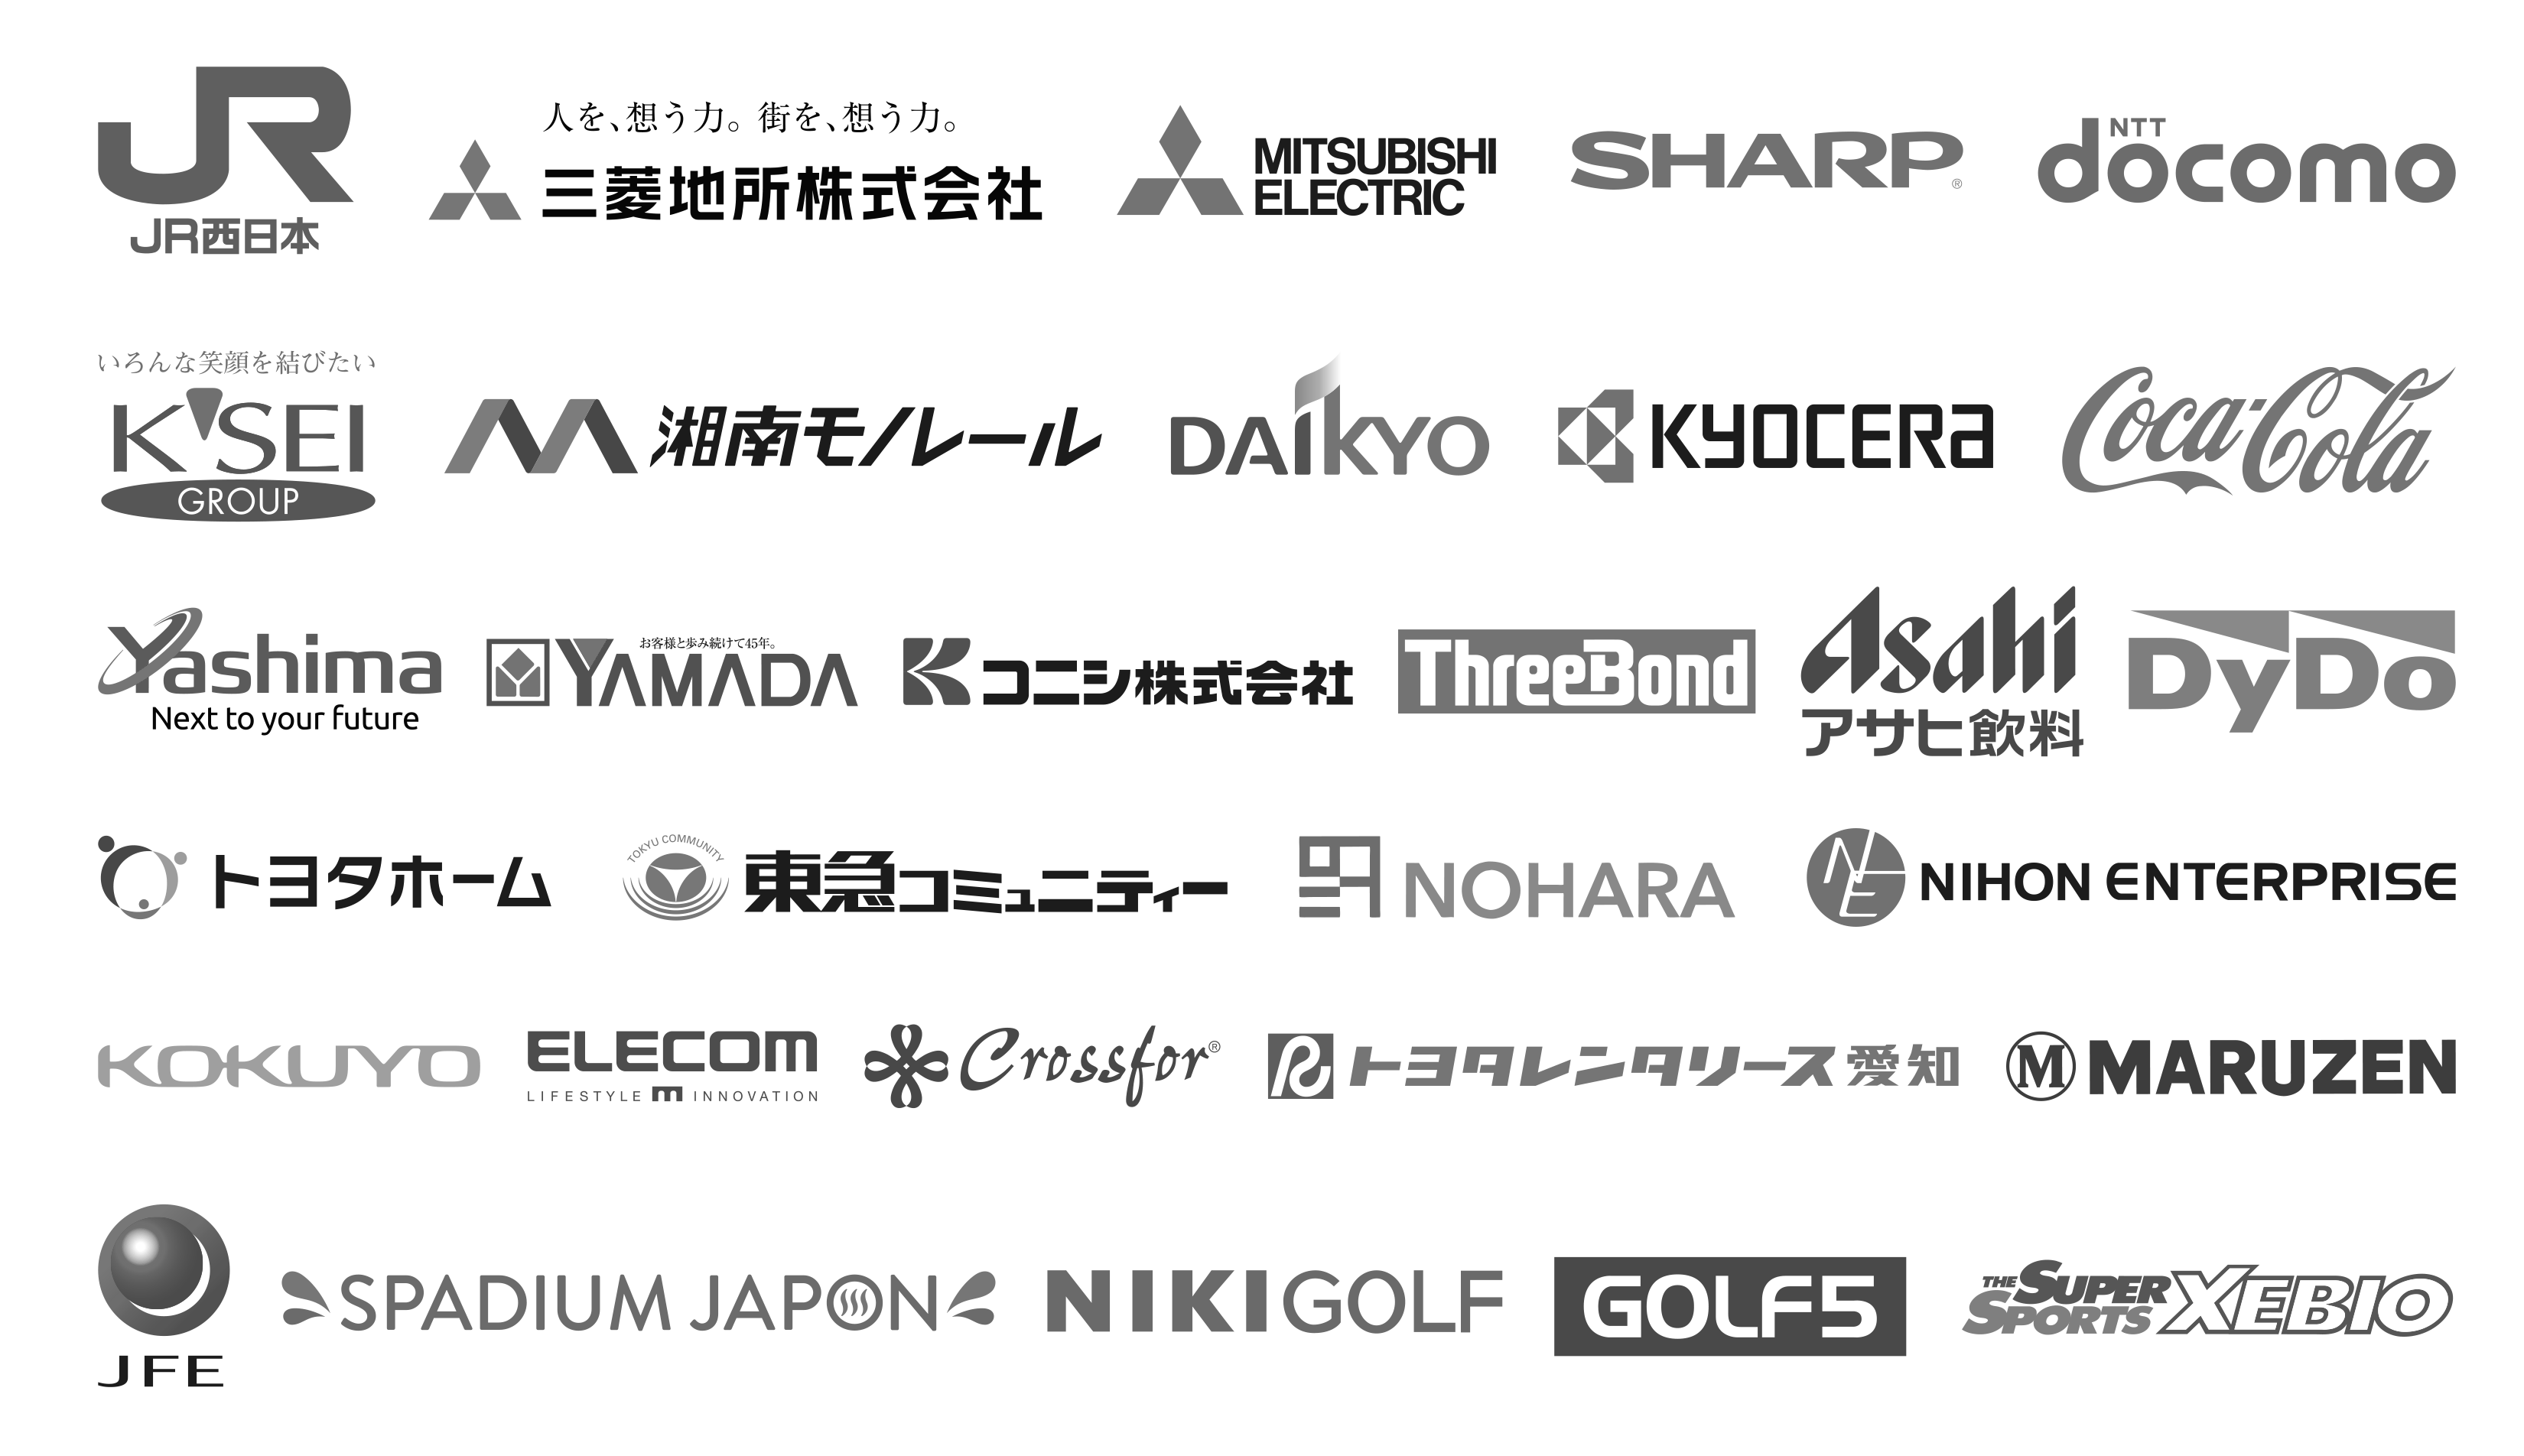 JR
JR西日本
人を、想う力。街を、想う力。
三菱地所株式会社
MITSUBISHI
ELECTRIC
SHARP®
NTT
docomo
いろんな笑顔を結びたい
K'SEI
GROUP
湘南モノレール
DAIKYO
KYOCERA
Coca-Cola
Yashima
Next to your future
お客様と歩み続けて45年。
YAMADA
コニシ株式会社
ThreeBond
Asahi
アサヒ飲料
DyDo
トヨタホーム
TOKYU COMMUNITY
東急コミュニティー
NOHARA
NE
NIHON ENTERPRISE
KOKUYO
ELECOM
LIFESTYLE m INNOVATION
Crossfor®
トヨタレンタリース愛知
M MARUZEN
JFE
SPADIUM JAPON
NIKI GOLF
GOLF5
THE SUPER
SPORTS
XEBIO